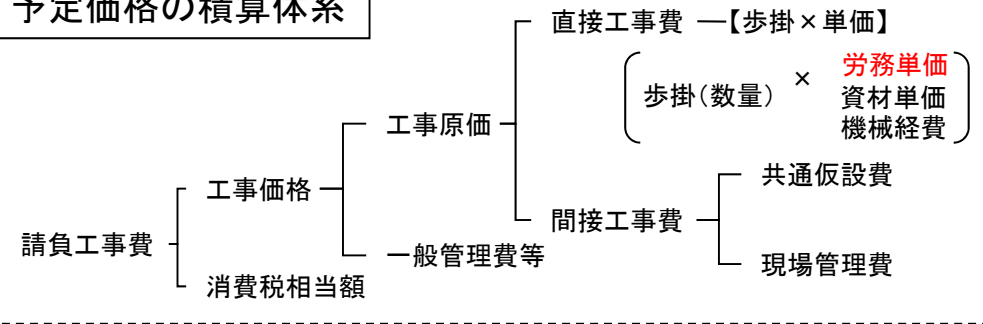 予定価格の積算体系
直接工事費
【歩掛×単価】
歩掛(数量)
×
労務単価
資材単価
機械経費
工事原価
共通仮設費
工事価格
間接工事費
請負工事費
一般管理費等
現場管理費
消費税相当額